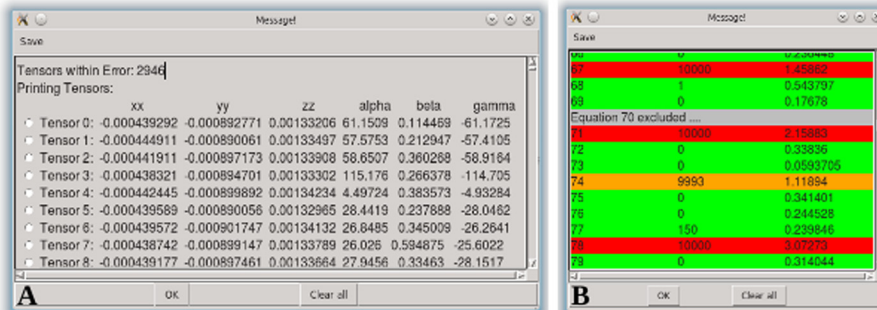 Message!
Save
Tensors within Error: 2946
Printing Tensors:
xx yy zz alpha beta gamma
Tensor 0: -0.000439292 -0.000892771 0.00133206 61.1509 0.114469 -61.1725
Tensor 1: -0.000444911 -0.000890061 0.00133497 57.5753 0.212947 -57.4105
Tensor 2: -0.000441911 -0.000897173 0.00133908 58.6507 0.360268 -58.9164
Tensor 3: -0.000438321 -0.000894701 0.00133302 115.176 0.266378 -114.705
Tensor 4: -0.000442445 -0.000899892 0.00134234 4.49724 0.383573 -4.93284
Tensor 5: -0.000439589 -0.000890056 0.00132965 28.4419 0.237888 -28.0462
Tensor 6: -0.000439572 -0.000901747 0.00134132 26.8485 0.345009 -26.2641
Tensor 7: -0.000438742 -0.000899147 0.00133789 26.026 0.594875 -25.6022
Tensor 8: -0.000439177 -0.000897461 0.00133664 27.9456 0.33463 -28.1517
A
OK Clear all
Message!
Save
67 10000 1.45882
68 1 0.543797
69 0 0.17678
Equation 70 excluded ....
71 10000 2.15883
72 0 0.33836
73 0 0.0593705
74 9993 1.11894
75 0 0.341401
76 0 0.244528
77 150 0.239846
78 10000 3.07273
79 0 0.314044
B
OK Clear all